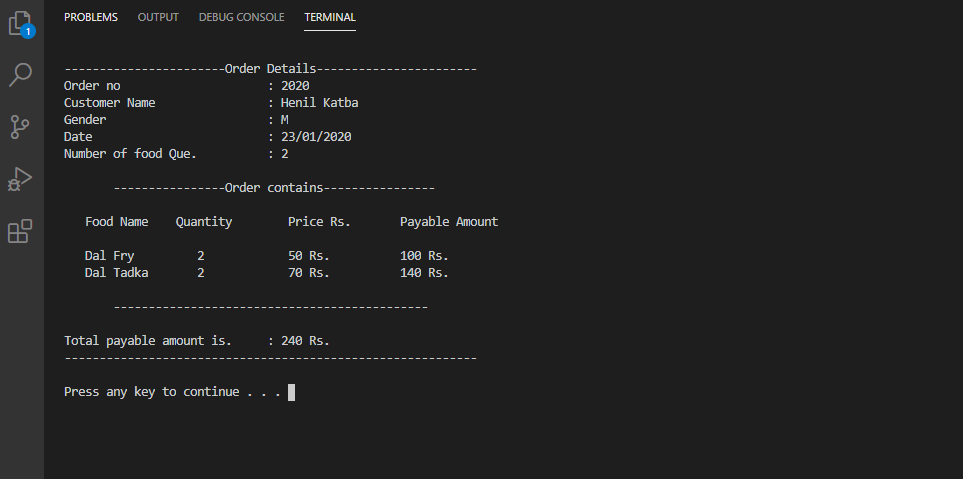 PROBLEMS OUTPUT DEBUG CONSOLE TERMINAL
1
-----------------------Order Details-----------------------
Order no : 2020
Customer Name : Henil Katba
Gender : M
Date : 23/01/2020
Number of food Que. : 2
----------------Order contains----------------
Food Name Quantity Price Rs. Payable Amount
Dal Fry 2 50 Rs. 100 Rs.
Dal Tadka 2 70 Rs. 140 Rs.
---------------------------------------------
Total payable amount is. : 240 Rs.
-----------------------------------------------------------
Press any key to continue . . .